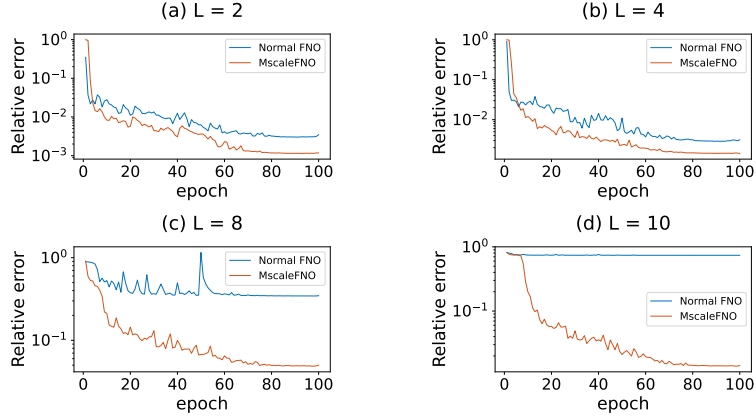 (a) L = 2
10⁰
10⁻¹
10⁻²
10⁻³
Relative error
0 20 40 60 80 100
epoch
Normal FNO
MscaleFNO
(b) L = 4
10⁰
10⁻¹
10⁻²
Relative error
0 20 40 60 80 100
epoch
Normal FNO
MscaleFNO
(c) L = 8
10⁰
10⁻¹
Relative error
0 20 40 60 80 100
epoch
Normal FNO
MscaleFNO
(d) L = 10
10⁰
10⁻¹
Relative error
0 20 40 60 80 100
epoch
Normal FNO
MscaleFNO